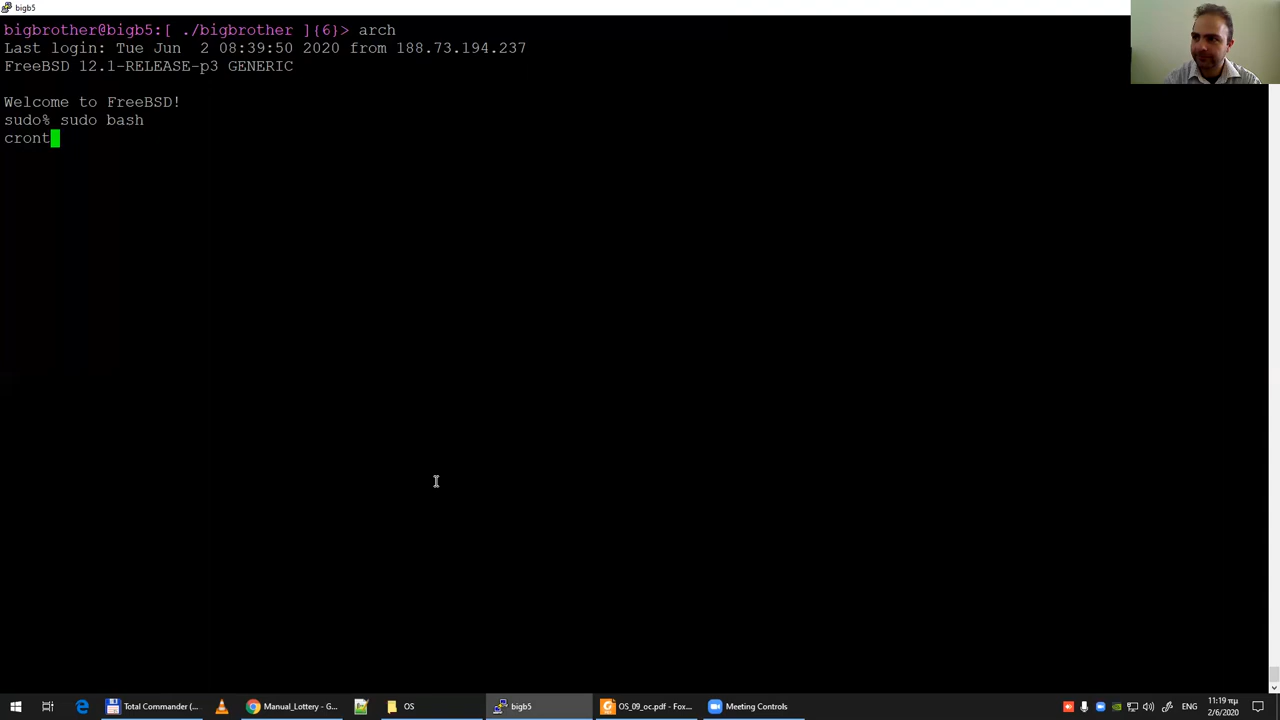 bigb5
bigbrother@bigb5:[ ./bigbrother ]{6}> arch
Last login: Tue Jun  2 08:39:50 2020 from 188.73.194.237
FreeBSD 12.1-RELEASE-p3 GENERIC
Welcome to FreeBSD!
sudo% sudo bash
cront
Total Commander (...
Manual_Lottery - G...
OS
bigb5
OS_09_oc.pdf - Fox...
Meeting Controls
ENG
11:19 πμ
2/6/2020